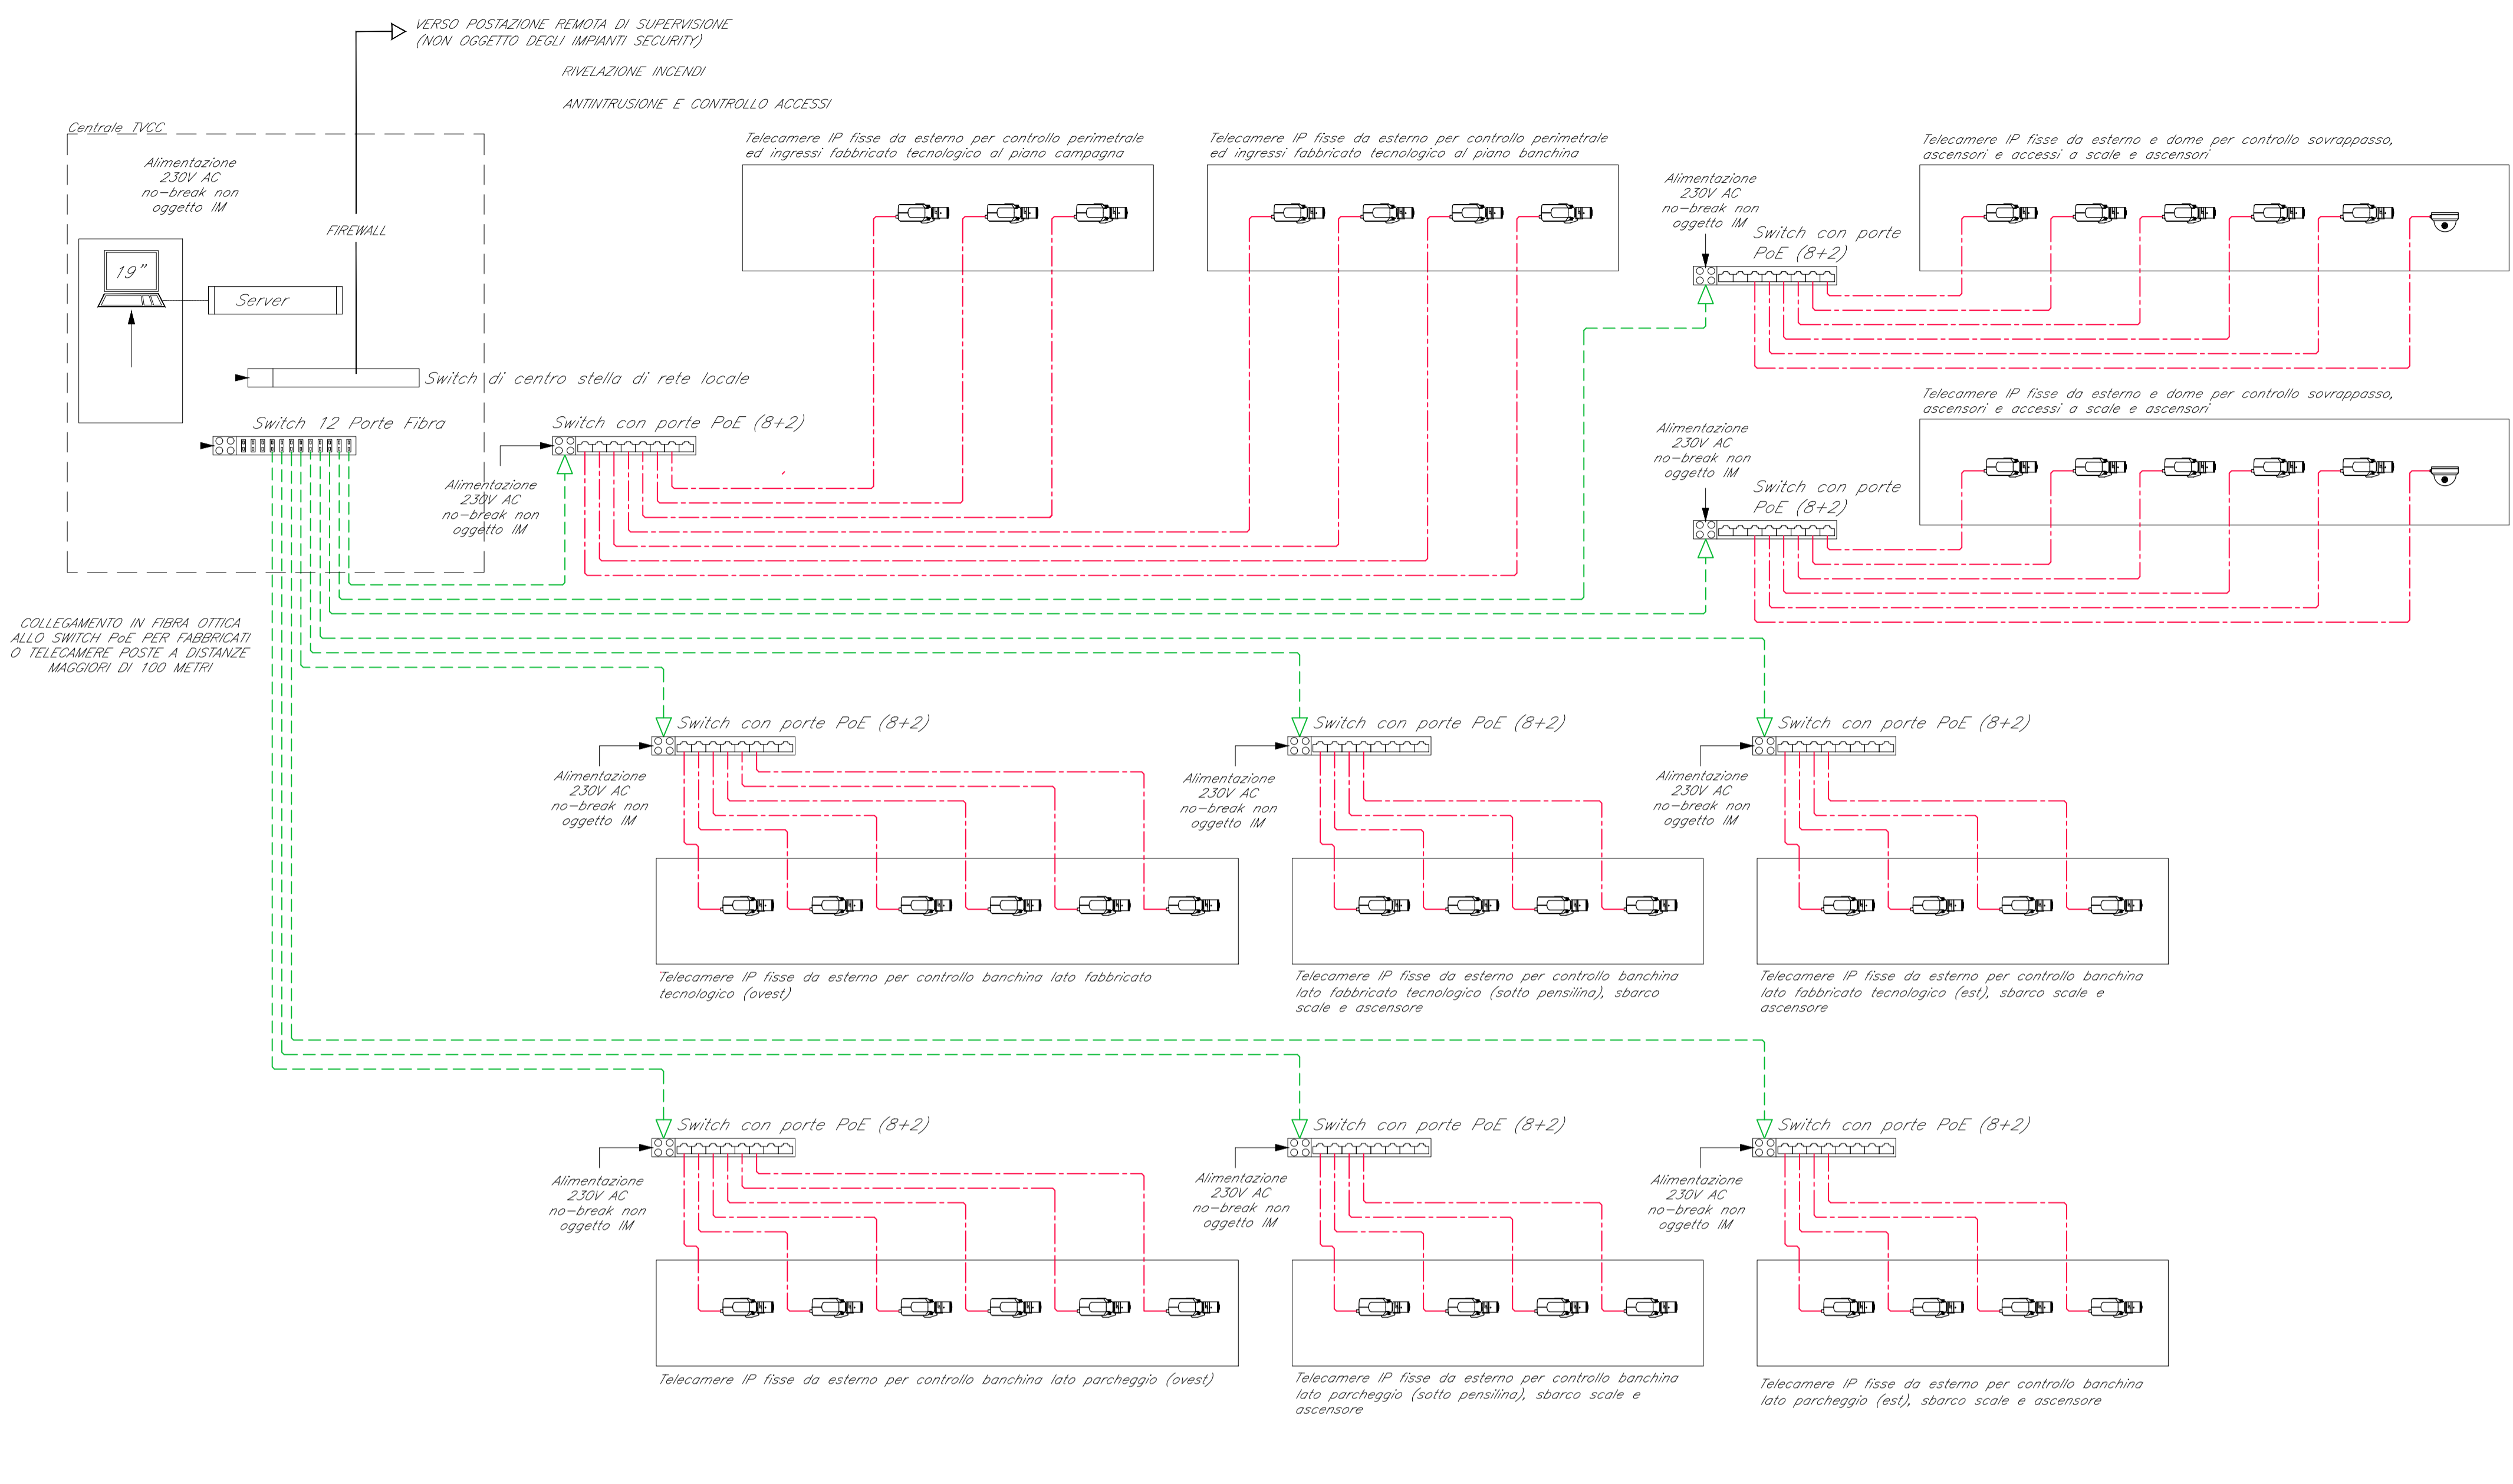 VERSO POSTAZIONE REMOTA DI SUPERVISIONE
(NON OGGETTO DEGLI IMPIANTI SECURITY)
RIVELAZIONE INCENDI
ANTINTRUSIONE E CONTROLLO ACCESSI
Centrale TVCC
Alimentazione
230V AC
no-break non
oggetto IM
FIREWALL
19"
Server
Switch di centro stella di rete locale
Switch 12 Porte Fibra
Telecamere IP fisse da esterno per controllo perimetrale
ed ingressi fabbricato tecnologico al piano campagna
Telecamere IP fisse da esterno per controllo perimetrale
ed ingressi fabbricato tecnologico al piano banchina
Telecamere IP fisse da esterno e dome per controllo sovrappasso,
ascensori e accessi a scale e ascensori
Alimentazione
230V AC
no-break non
oggetto IM
Switch con porte
PoE (8+2)
Telecamere IP fisse da esterno e dome per controllo sovrappasso,
ascensori e accessi a scale e ascensori
Alimentazione
230V AC
no-break non
oggetto IM
Switch con porte
PoE (8+2)
Switch con porte PoE (8+2)
Alimentazione
230V AC
no-break non
oggetto IM
COLLEGAMENTO IN FIBRA OTTICA
ALLO SWITCH PoE PER FABBRICATI
O TELECAMERE POSTE A DISTANZE
MAGGIORI DI 100 METRI
Switch con porte PoE (8+2)
Alimentazione
230V AC
no-break non
oggetto IM
Telecamere IP fisse da esterno per controllo banchina lato fabbricato
tecnologico (ovest)
Switch con porte PoE (8+2)
Alimentazione
230V AC
no-break non
oggetto IM
Telecamere IP fisse da esterno per controllo banchina
lato fabbricato tecnologico (sotto pensilina), sbarco
scale e ascensore
Switch con porte PoE (8+2)
Alimentazione
230V AC
no-break non
oggetto IM
Telecamere IP fisse da esterno per controllo banchina
lato fabbricato tecnologico (est), sbarco scale e
ascensore
Switch con porte PoE (8+2)
Alimentazione
230V AC
no-break non
oggetto IM
Telecamere IP fisse da esterno per controllo banchina lato parcheggio (ovest)
Switch con porte PoE (8+2)
Alimentazione
230V AC
no-break non
oggetto IM
Telecamere IP fisse da esterno per controllo banchina
lato parcheggio (sotto pensilina), sbarco scale e
ascensore
Switch con porte PoE (8+2)
Alimentazione
230V AC
no-break non
oggetto IM
Telecamere IP fisse da esterno per controllo banchina
lato parcheggio (est), sbarco scale e ascensore